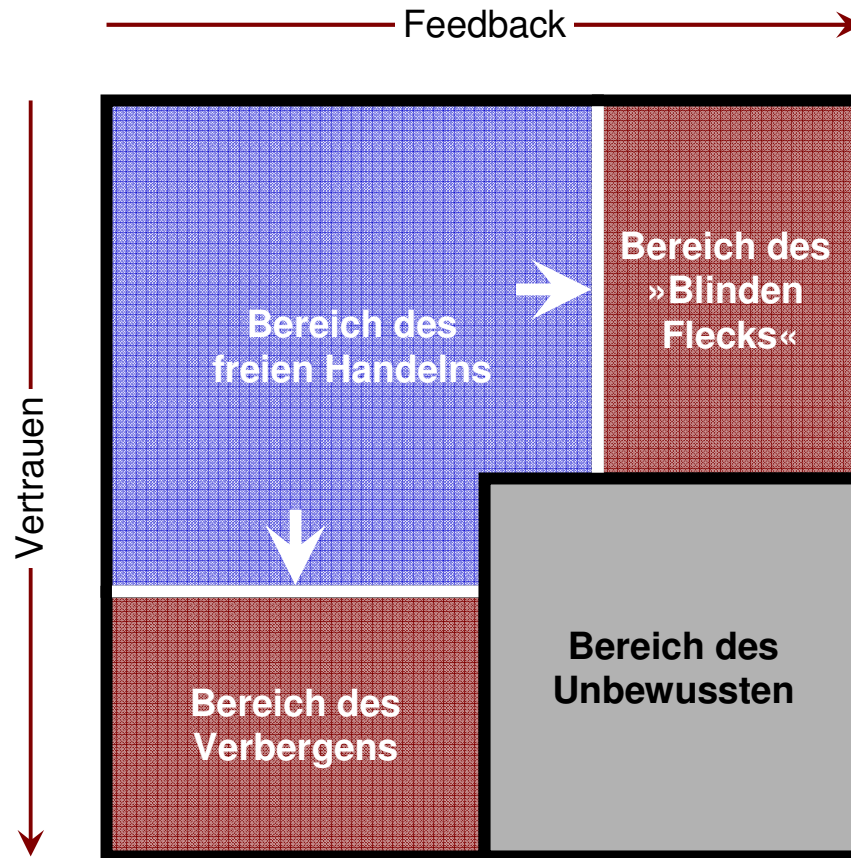 Feedback
Vertrauen
Bereich des
freien Handelns
Bereich des
»Blinden
Flecks«
Bereich des
Verbergens
Bereich des
Unbewussten